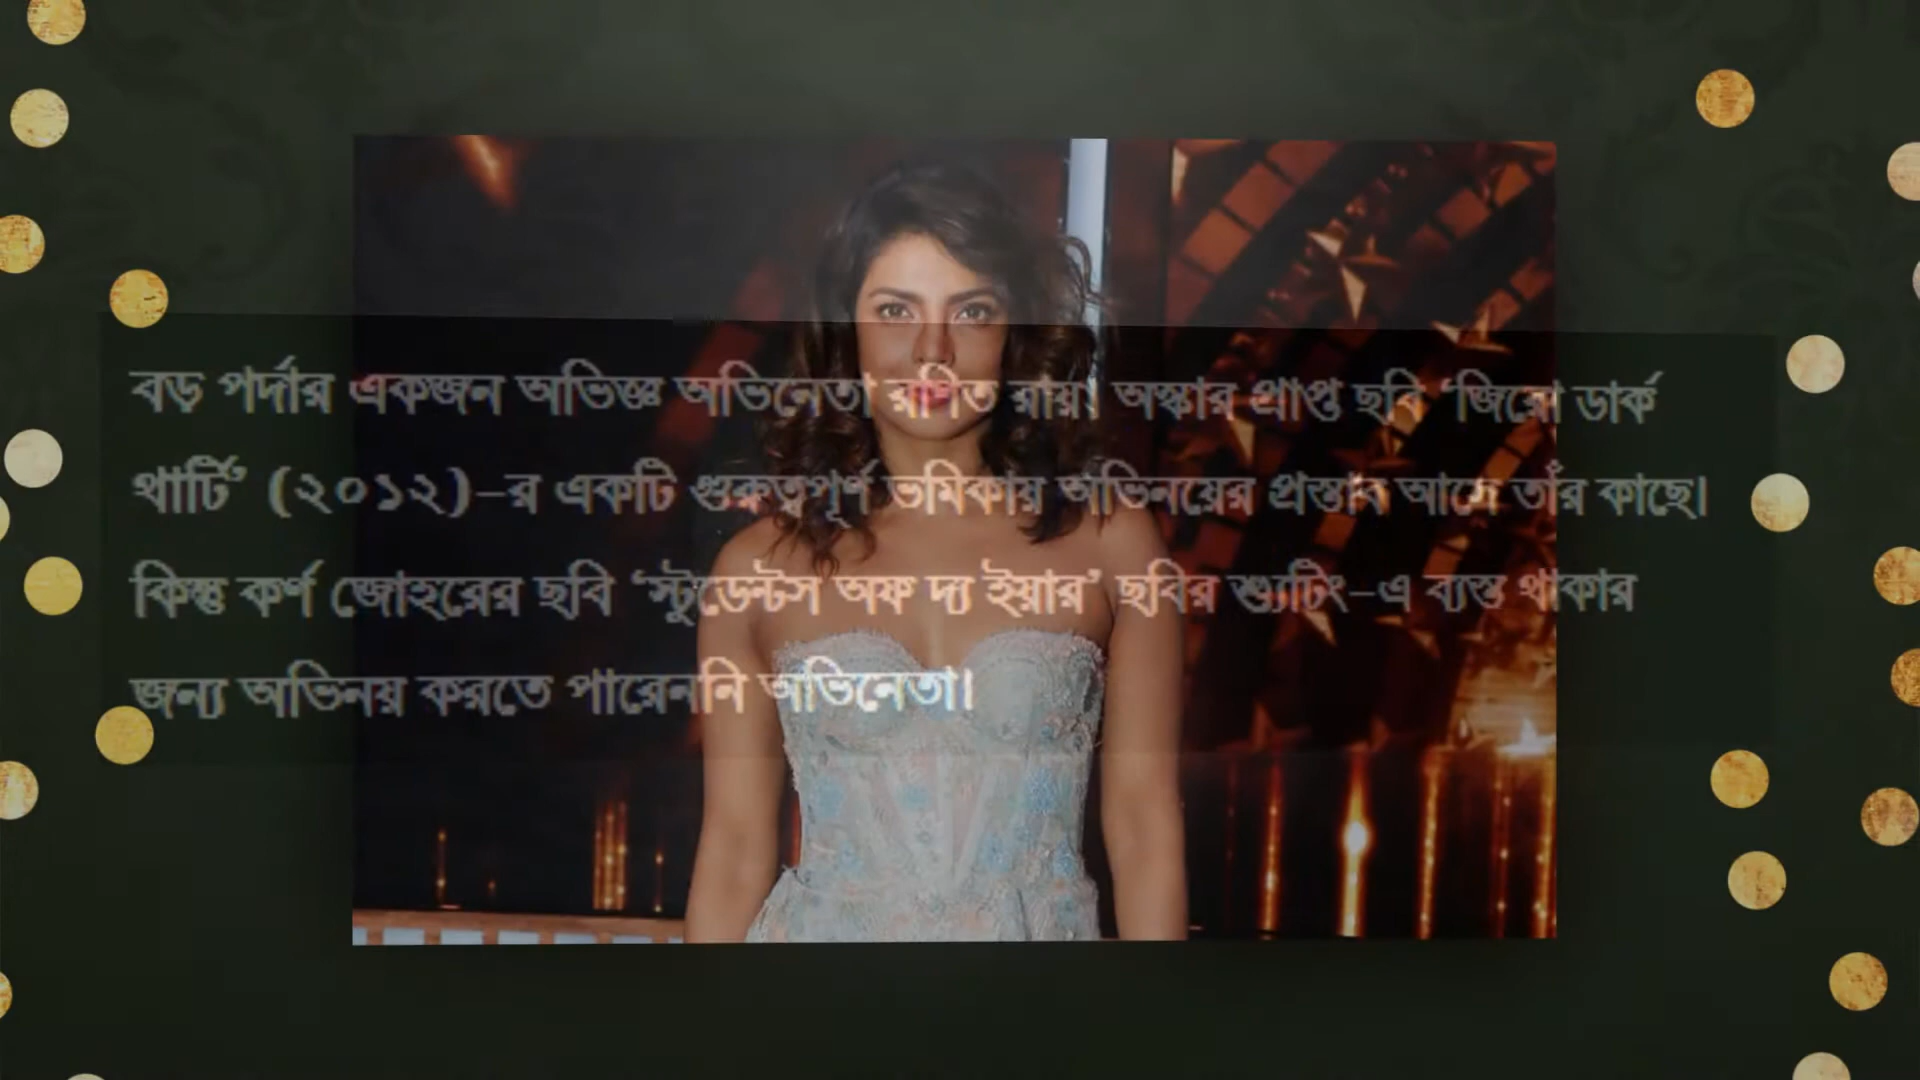 বড় পর্দার একজন অভিজ্ঞ অভিনেতা রণিত রায়। অস্কার প্রাপ্ত ছবি ‘জিরো ডার্ক
থার্টি’ (২০১২)–র একটি গুরুত্বপূর্ণ ভূমিকায় অভিনয়ের প্রস্তাব আসে তাঁর কাছে।
কিন্তু কর্ণ জোহরের ছবি ‘স্টুডেন্টস অফ দ্য ইয়ার’ ছবির শ্যুটিং–এ ব্যস্ত থাকার
জন্য অভিনয় করতে পারেননি অভিনেতা।